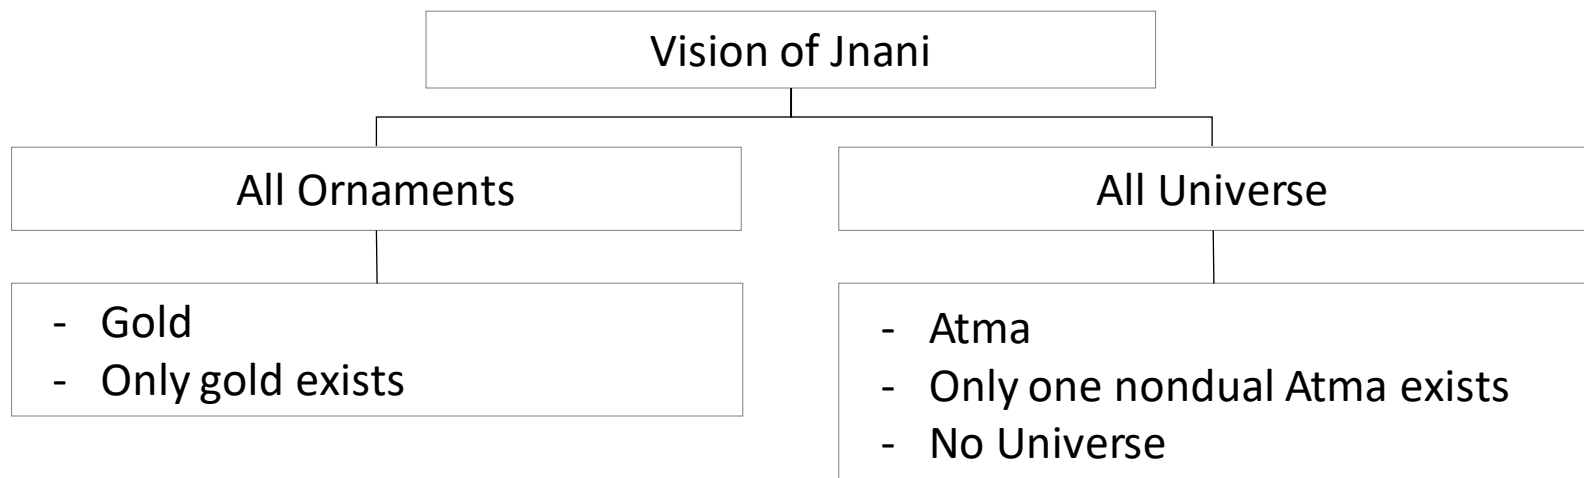 Vision of Jnani
All Ornaments
All Universe
- Gold
- Only gold exists
- Atma
- Only one nondual Atma exists
- No Universe